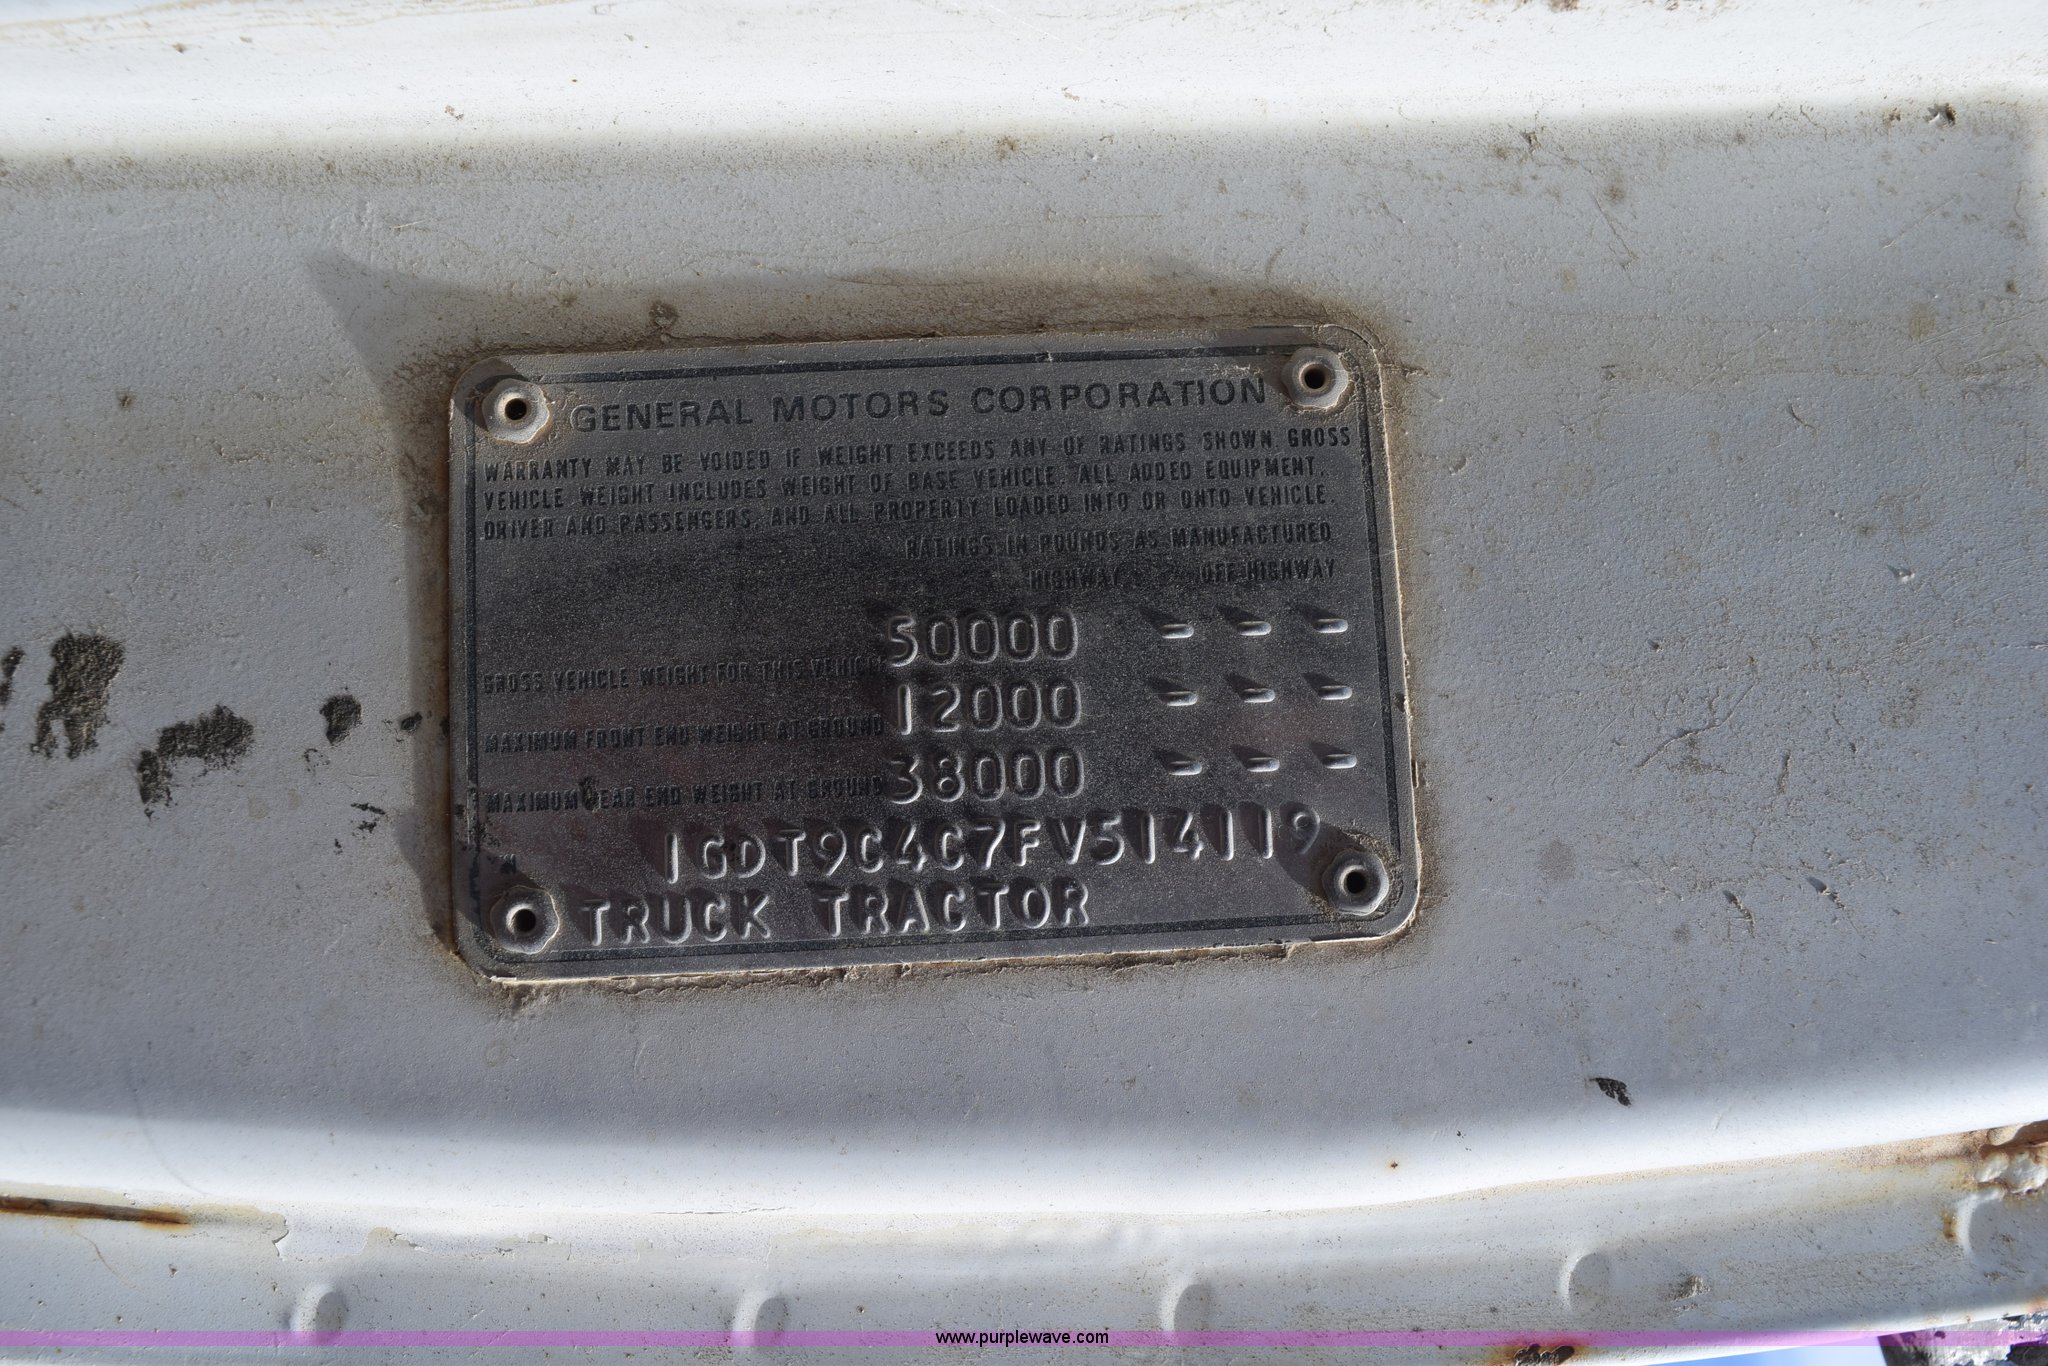 GENERAL MOTORS CORPORATION
WARRANTY MAY BE VOIDED IF WEIGHT EXCEEDS ANY OF RATINGS SHOWN. GROSS
VEHICLE WEIGHT INCLUDES WEIGHT OF BASE VEHICLE, ALL ADDED EQUIPMENT,
DRIVER AND PASSENGERS, AND ALL PROPERTY LOADED INTO OR ONTO VEHICLE.
RATINGS IN POUNDS AS MANUFACTURED
HIGHWAY OFF-HIGHWAY
GROSS VEHICLE WEIGHT FOR THIS VEHICLE 50000 - - -
MAXIMUM FRONT END WEIGHT AT GROUND 12000 - - -
MAXIMUM REAR END WEIGHT AT GROUND 38000 - - -
1GDT9C4C7FV514119
TRUCK TRACTOR
www.purplewave.com